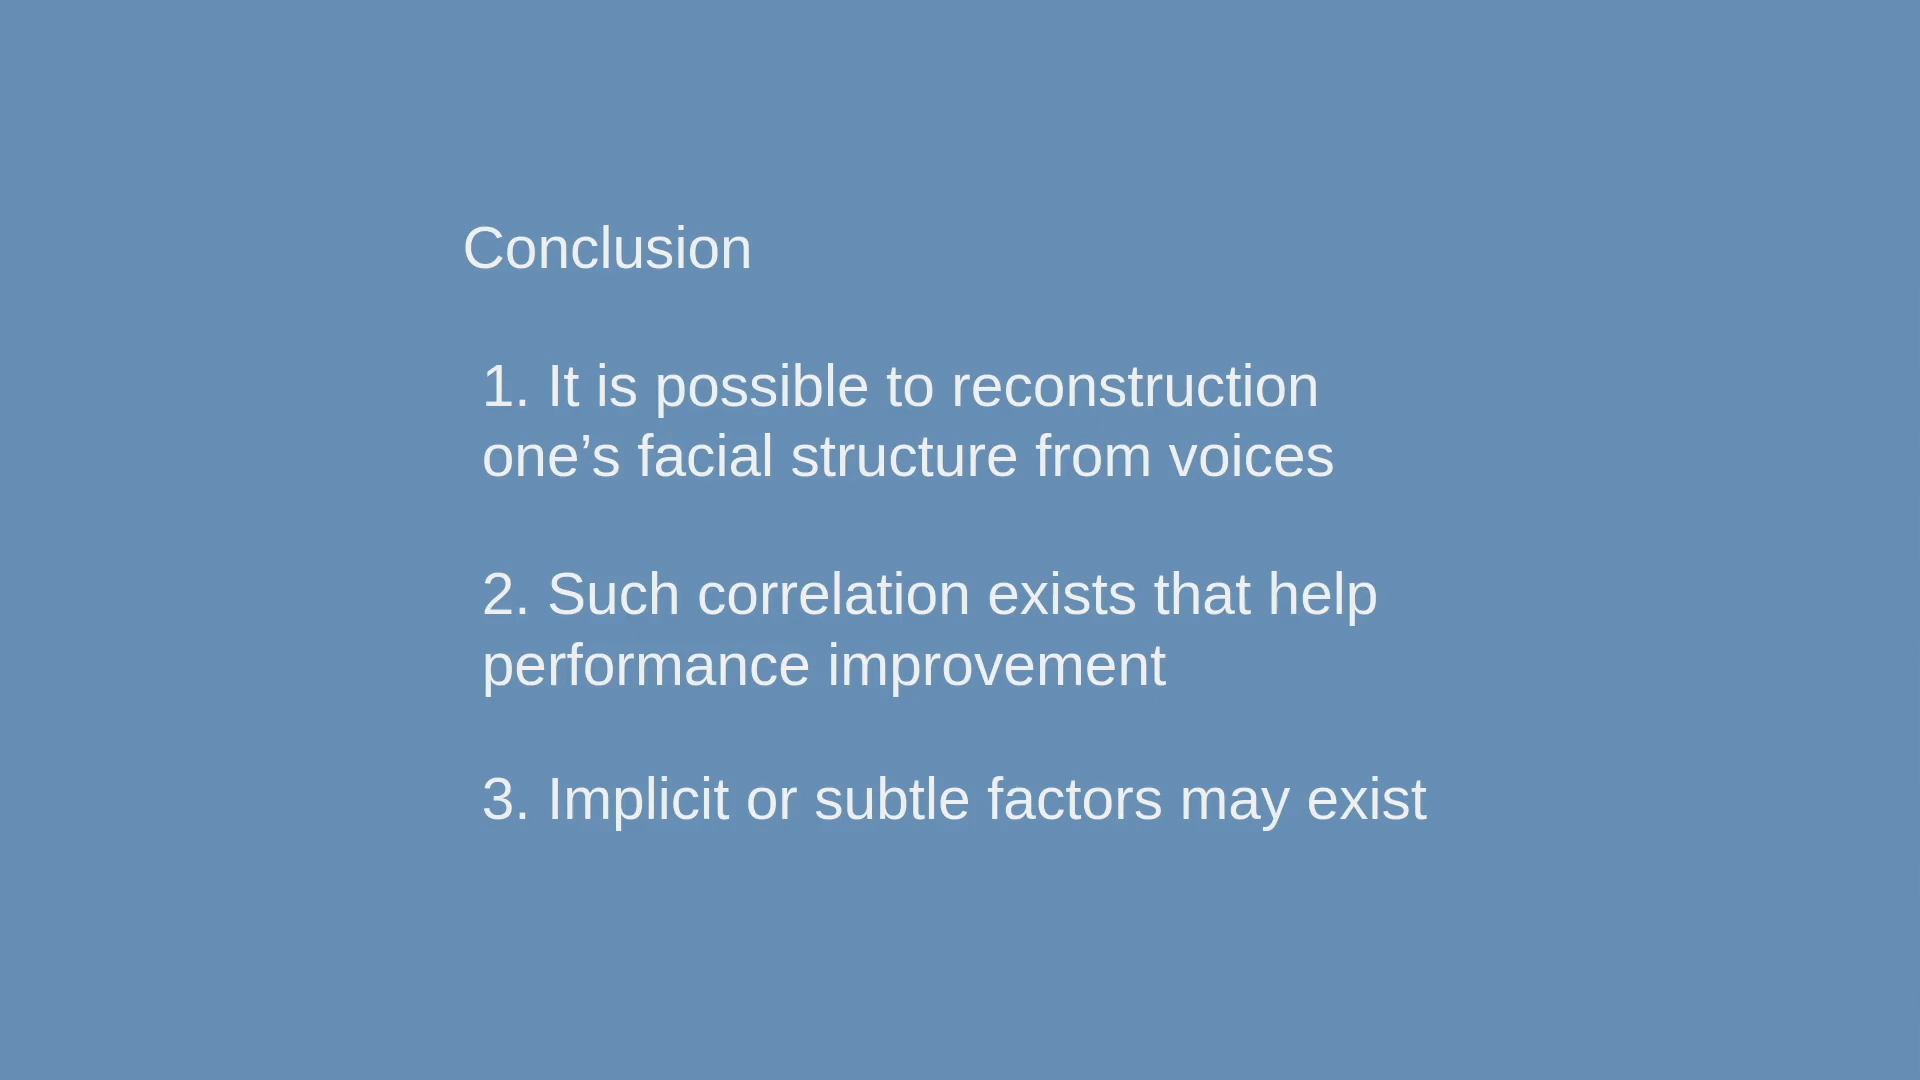 Conclusion
1. It is possible to reconstruction
one’s facial structure from voices
2. Such correlation exists that help
performance improvement
3. Implicit or subtle factors may exist